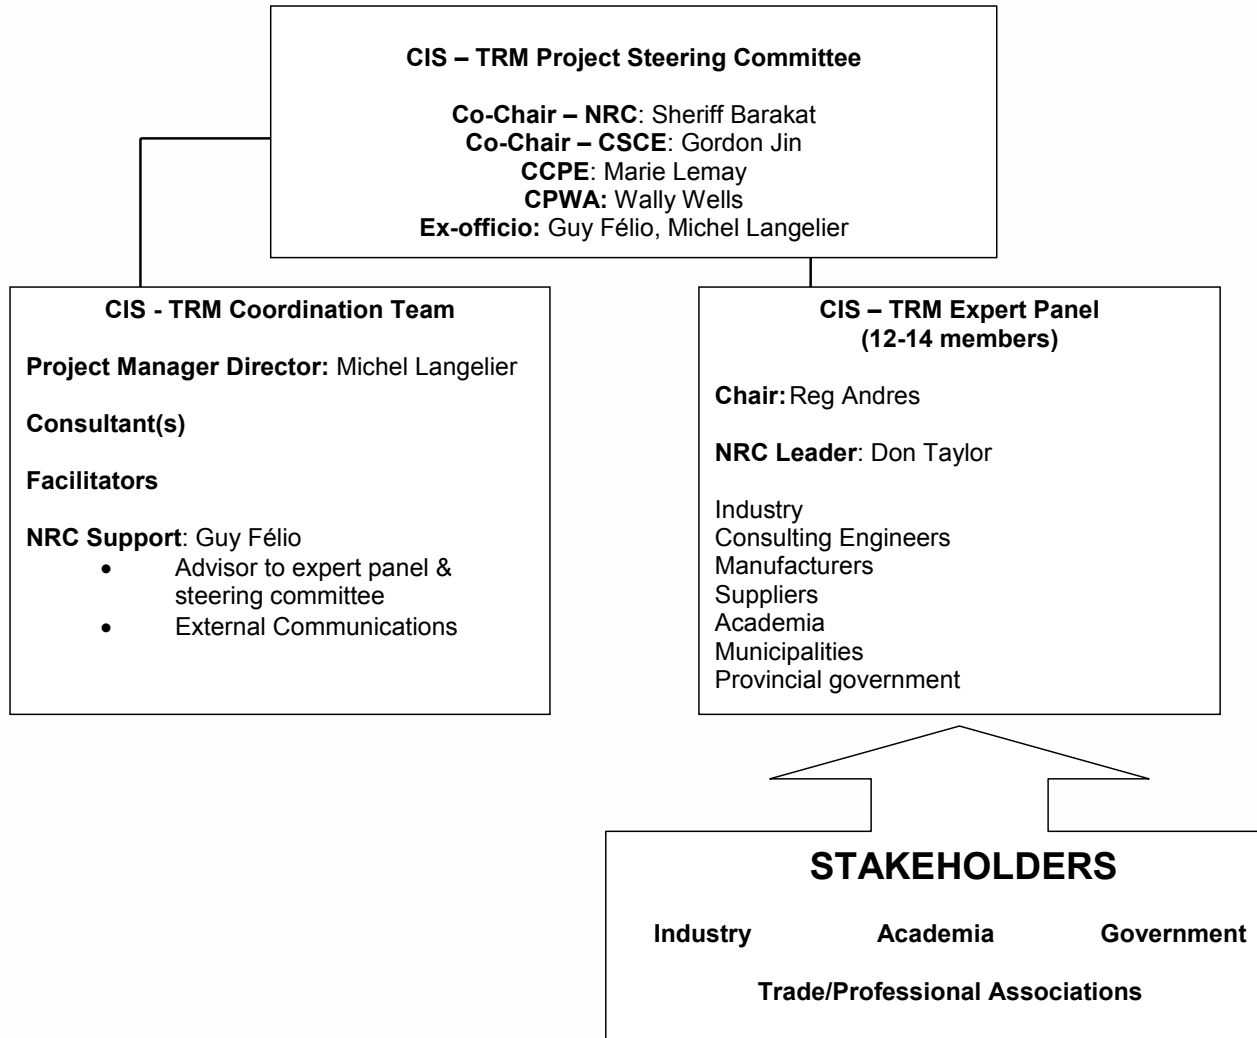 CIS – TRM Project Steering Committee
Co-Chair – NRC: Sheriff Barakat
Co-Chair – CSCE: Gordon Jin
CCPE: Marie Lemay
CPWA: Wally Wells
Ex-officio: Guy Félio, Michel Langelier
CIS - TRM Coordination Team
Project Manager Director: Michel Langelier
Consultant(s)
Facilitators
NRC Support: Guy Félio
• Advisor to expert panel &
steering committee
• External Communications
CIS – TRM Expert Panel
(12-14 members)
Chair: Reg Andres
NRC Leader: Don Taylor
Industry
Consulting Engineers
Manufacturers
Suppliers
Academia
Municipalities
Provincial government
STAKEHOLDERS
Industry Academia Government
Trade/Professional Associations